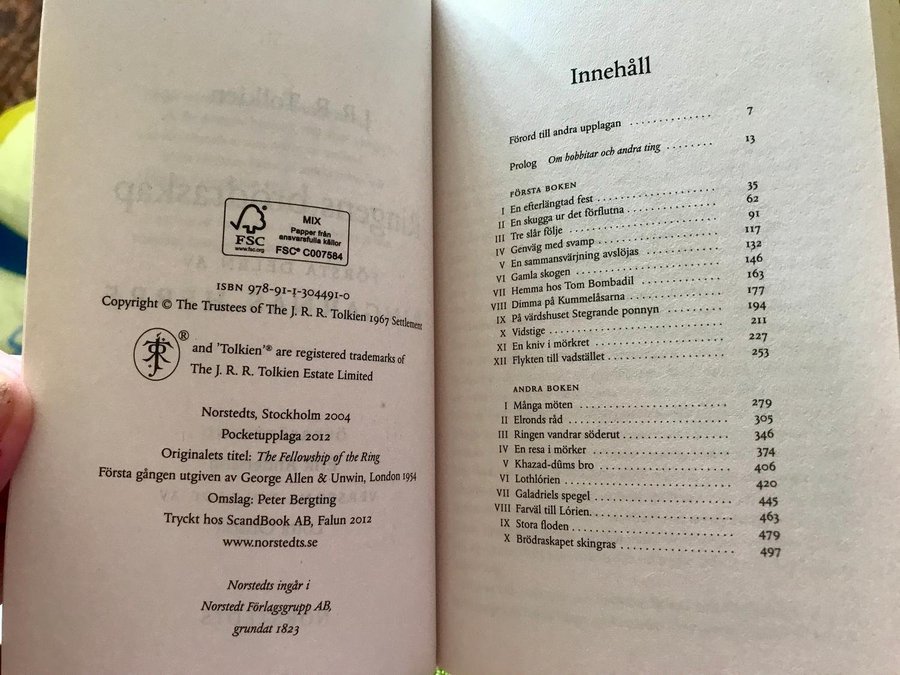 FSC
www.fsc.org
MIX
Papper från
ansvarsfulla källor
FSC® C007584
ISBN 978-91-1-304491-0
Copyright © The Trustees of The J. R. R. Tolkien 1967 Settlement
® and 'Tolkien'® are registered trademarks of
The J. R. R. Tolkien Estate Limited
Norstedts, Stockholm 2004
Pocketupplaga 2012
Originalets titel: The Fellowship of the Ring
Första gången utgiven av George Allen & Unwin, London 1954
Omslag: Peter Bergting
Tryckt hos ScandBook AB, Falun 2012
www.norstedts.se
Norstedts ingår i
Norstedt Förlagsgrupp AB,
grundat 1823
Innehåll
Förord till andra upplagan . . . . . . . . . . . . 7
Prolog Om hobbitar och andra ting . . . . . . . . 13
FÖRSTA BOKEN
I En efterlängtad fest . . . . . . . . . . . . 35
II En skugga ur det förflutna . . . . . . . . . . . . 62
III Tre slår följe . . . . . . . . . . . . 91
IV Genväg med svamp . . . . . . . . . . . . 117
V En sammansvärjning avslöjas . . . . . . . . . . . . 132
VI Gamla skogen . . . . . . . . . . . . 146
VII Hemma hos Tom Bombadil . . . . . . . . . . . . 163
VIII Dimma på Kummelåsarna . . . . . . . . . . . . 177
IX På värdshuset Stegrande ponnyn . . . . . . . . . . . . 194
X Vidstige . . . . . . . . . . . . 211
XI En kniv i mörkret . . . . . . . . . . . . 227
XII Flykten till vadstället . . . . . . . . . . . . 253
ANDRA BOKEN
I Många möten . . . . . . . . . . . . 279
II Elronds råd . . . . . . . . . . . . 305
III Ringen vandrar söderut . . . . . . . . . . . . 346
IV En resa i mörker . . . . . . . . . . . . 374
V Khazad-dûms bro . . . . . . . . . . . . 406
VI Lothlórien . . . . . . . . . . . . 420
VII Galadriels spegel . . . . . . . . . . . . 445
VIII Farväl till Lórien. . . . . . . . . . . . . 463
IX Stora floden . . . . . . . . . . . . 479
X Brödraskapet skingras . . . . . . . . . . . . 497